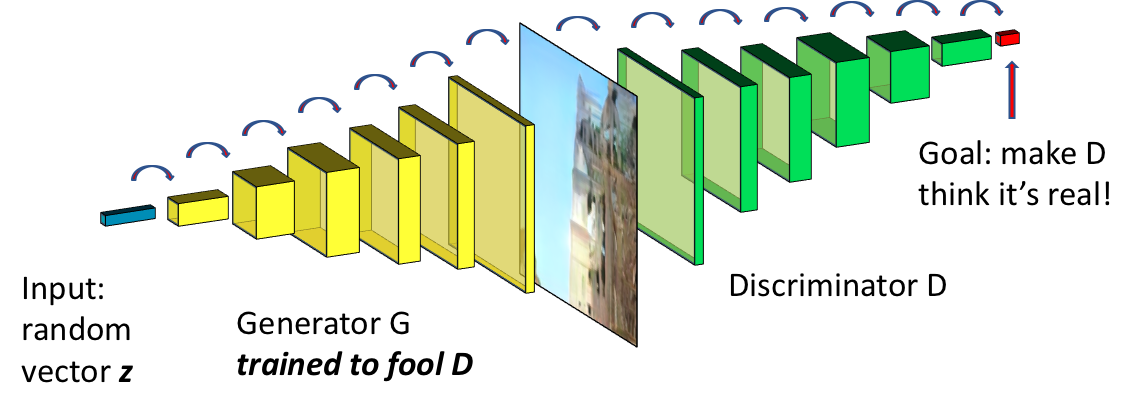 Input:
random
vector z
Generator G
trained to fool D
Discriminator D
Goal: make D
think it’s real!